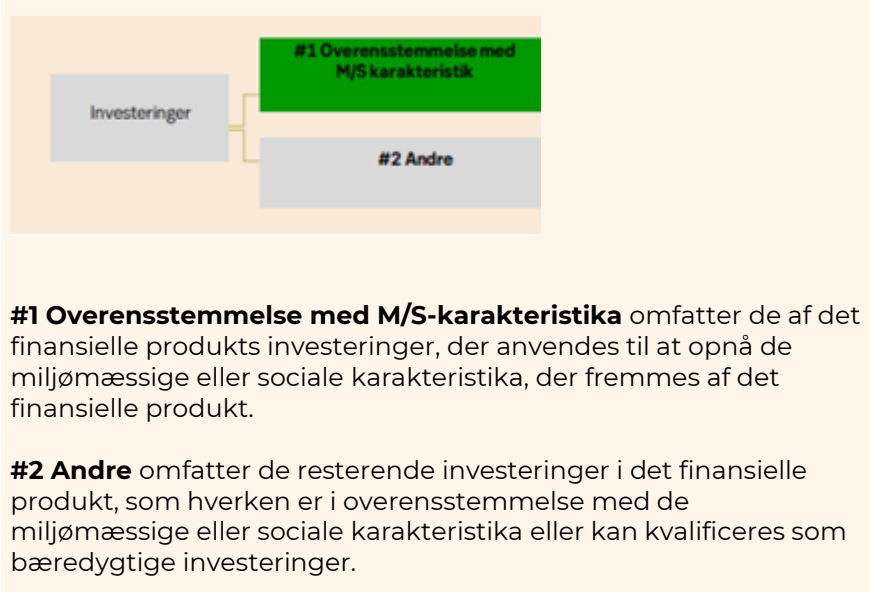 #1 Overensstemmelse med
M/S karakteristik
Investeringer
#2 Andre
#1 Overensstemmelse med M/S-karakteristika omfatter de af det
finansielle produkts investeringer, der anvendes til at opnå de
miljømæssige eller sociale karakteristika, der fremmes af det
finansielle produkt.
#2 Andre omfatter de resterende investeringer i det finansielle
produkt, som hverken er i overensstemmelse med de
miljømæssige eller sociale karakteristika eller kan kvalificeres som
bæredygtige investeringer.